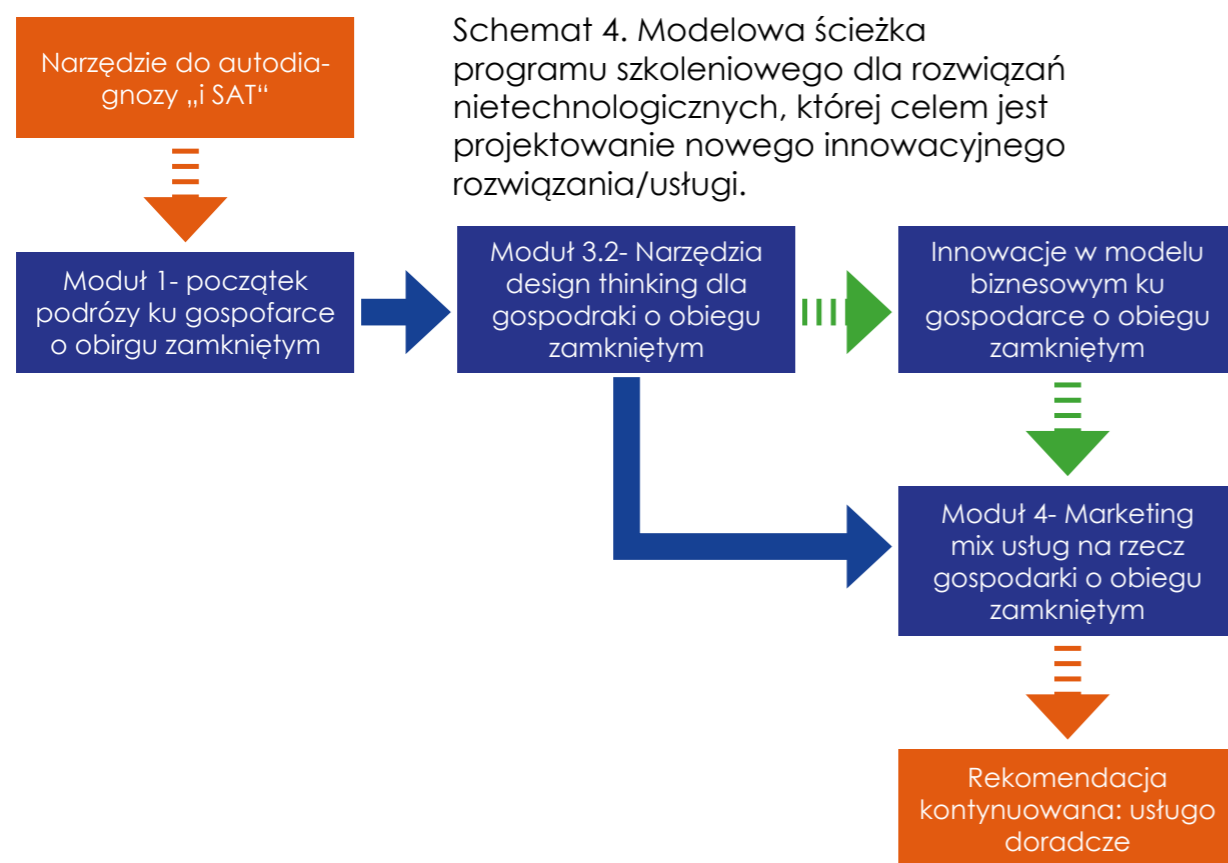 Narzędzie do autodia-
gnozy „i SAT“
Schemat 4. Modelowa ścieżka
programu szkoleniowego dla rozwiązań
nietechnologicznych, której celem jest
projektowanie nowego innowacyjnego
rozwiązania/usługi.
Moduł 1- początek
podrózy ku gospofarce
o obirgu zamkniętym
Moduł 3.2- Narzędzia
design thinking dla
gospodraki o obiegu
zamkniętym
Innowacje w modelu
biznesowym ku
gospodarce o obiegu
zamkniętym
Moduł 4- Marketing
mix usług na rzecz
gospodarki o obiegu
zamkniętym
Rekomendacja
kontynuowana: usługo
doradcze